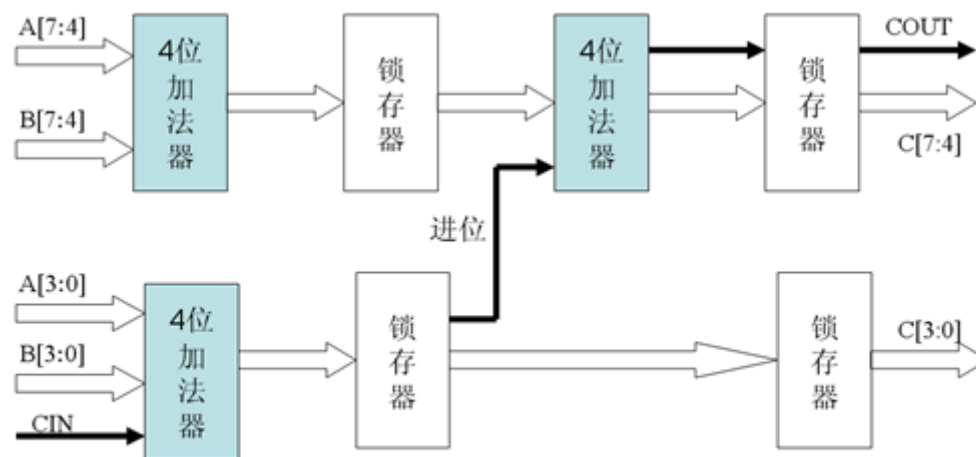 A[7:4]
B[7:4]
4位
加
法
器
锁
存
器
4位
加
法
器
锁
存
器
COUT
C[7:4]
进位
A[3:0]
B[3:0]
CIN
4位
加
法
器
锁
存
器
锁
存
器
C[3:0]